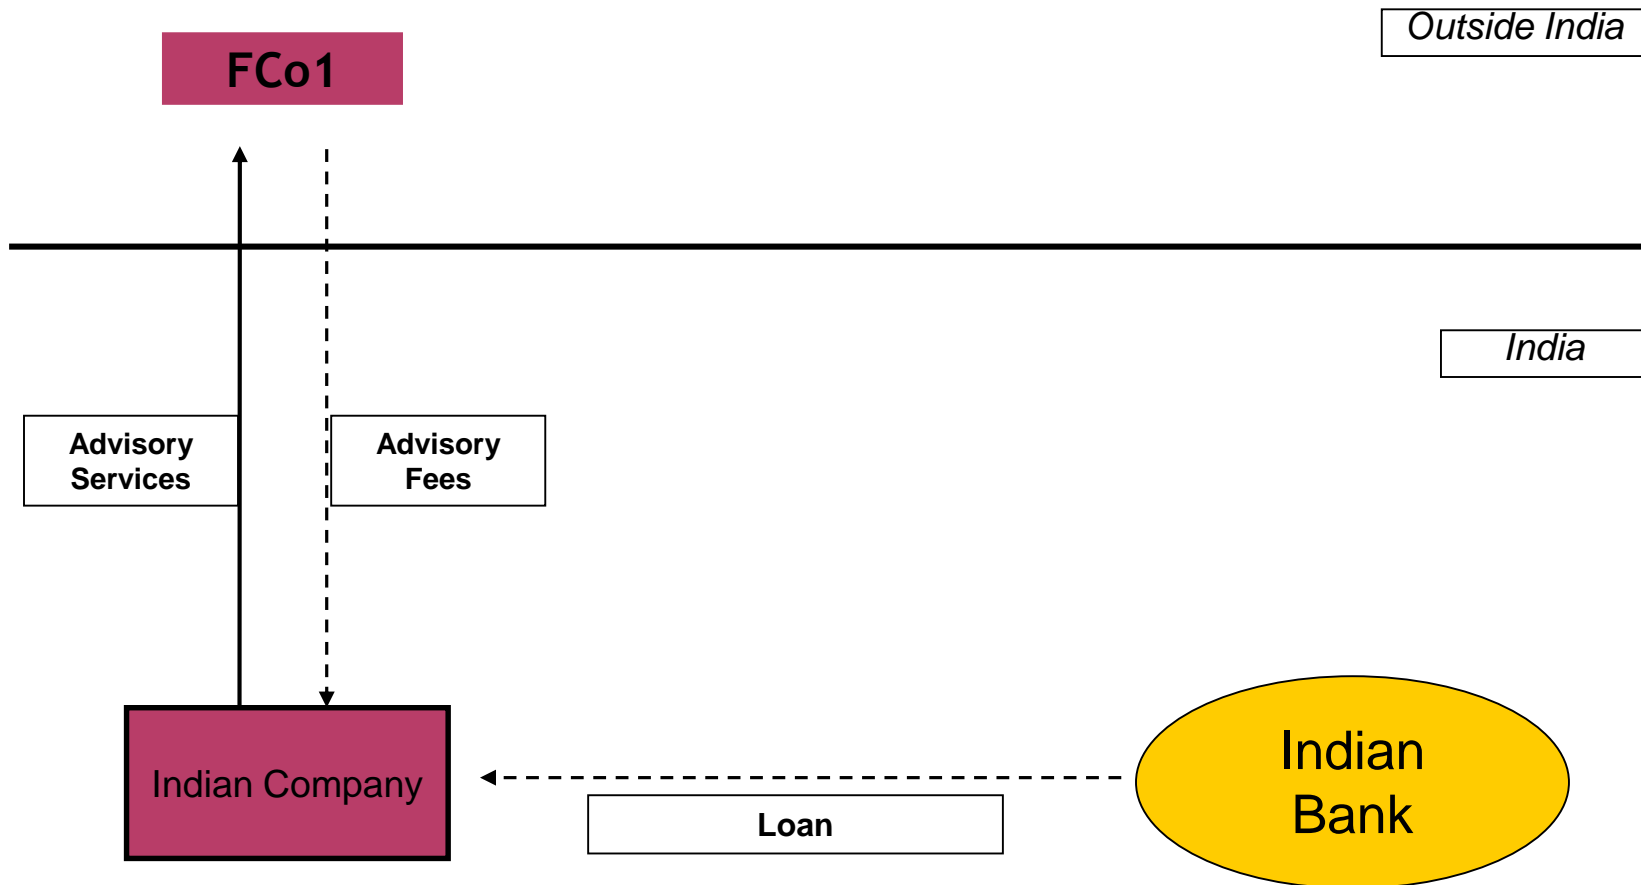 Outside India
FCo1
India
Advisory
Services
Advisory
Fees
Indian Company
Loan
Indian
Bank